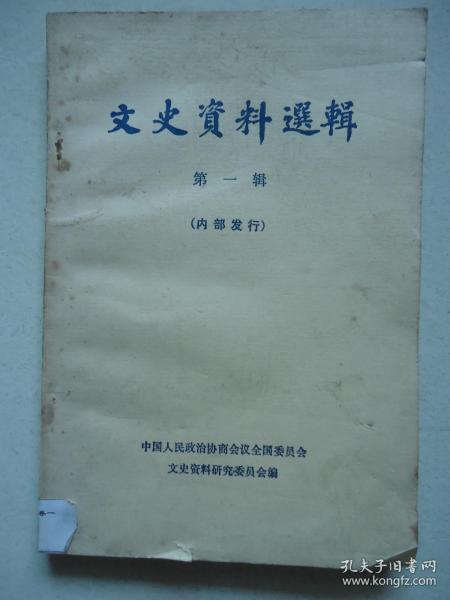 文史資料選輯
第一辑
(内部发行)
中国人民政治协商会议全国委员会
文史资料研究委员会编
孔夫子旧书网
www.kongfz.com